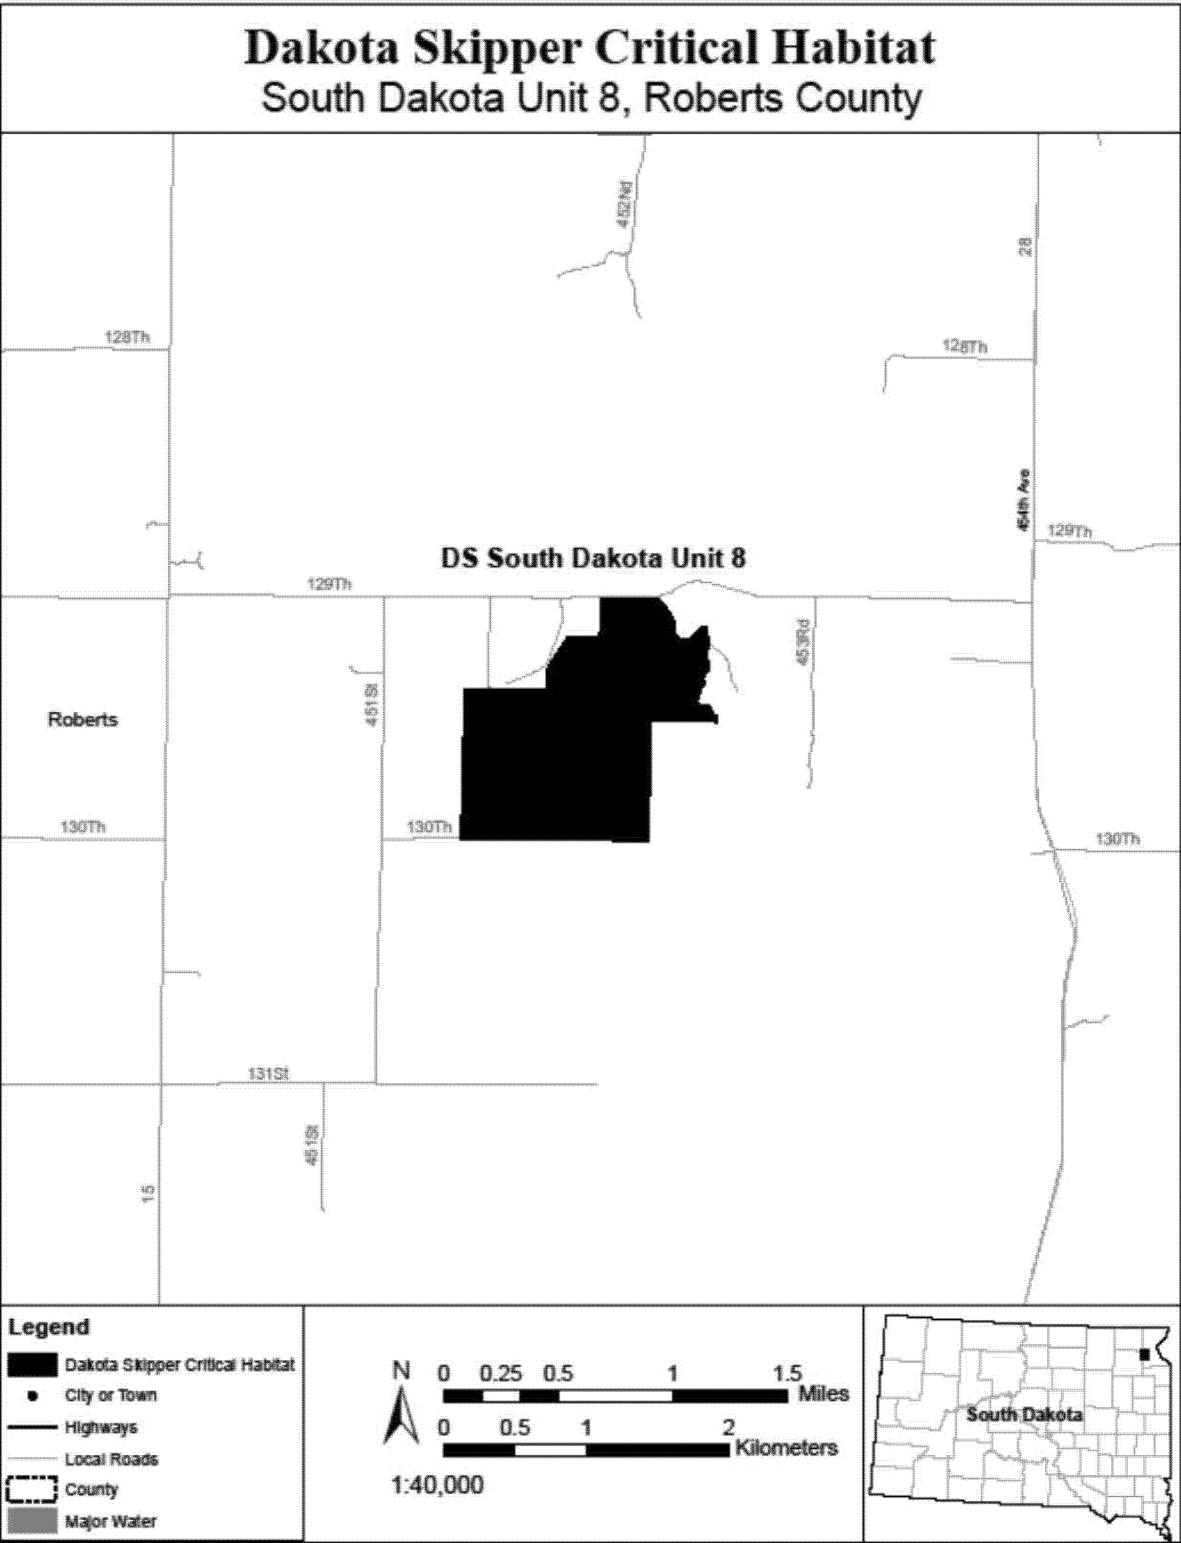 Dakota Skipper Critical Habitat
South Dakota Unit 8, Roberts County
452Nd
28
128Th
128Th
454th Ave
129Th
DS South Dakota Unit 8
129Th
453Rd
451St
Roberts
130Th
130Th
130Th
131St
451St
15
Legend
Dakota Skipper Critical Habitat
City or Town
Highways
Local Roads
County
Major Water
N
0 0.25 0.5 1 1.5
Miles
0 0.5 1 2
Kilometers
1:40,000
South Dakota